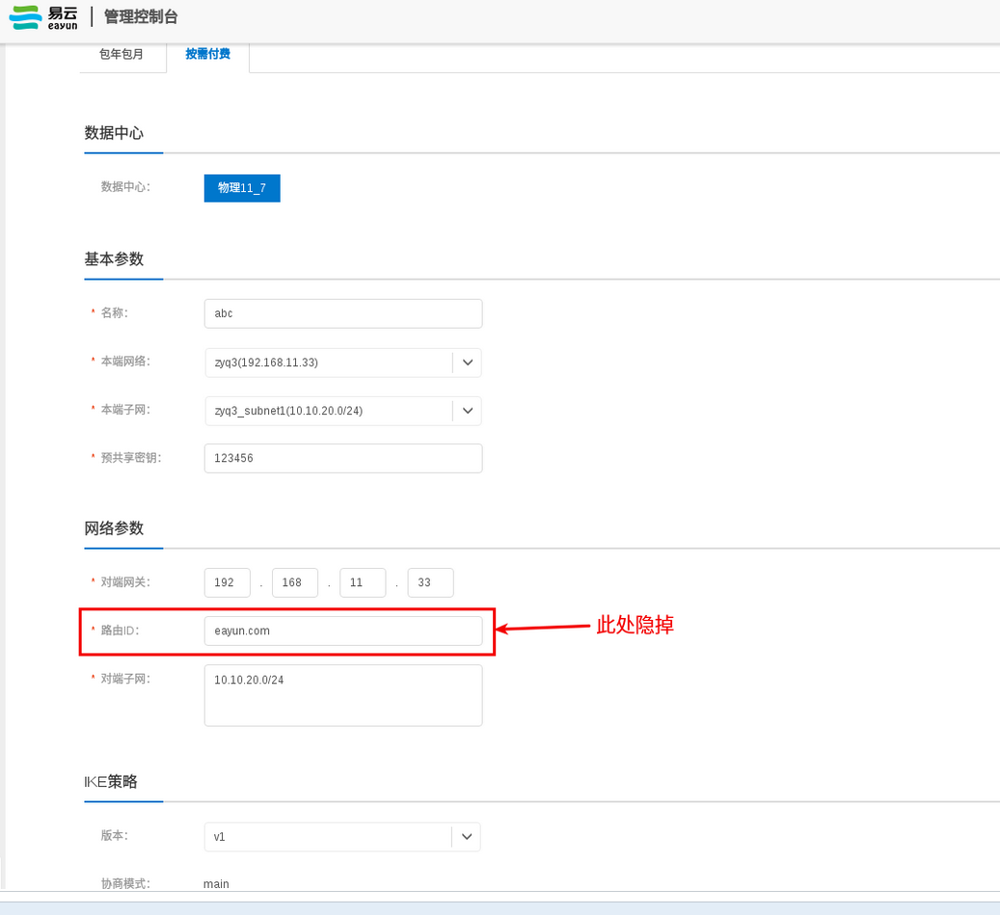 易云 eayun | 管理控制台
包年包月 按需付费
数据中心
数据中心: 物理11_7
基本参数
* 名称: abc
* 本端网络: zyq3(192.168.11.33)
* 本端子网: zyq3_subnet1(10.10.20.0/24)
* 预共享密钥: 123456
网络参数
* 对端网关: 192 . 168 . 11 . 33
* 路由ID: eayun.com 此处隐掉
* 对端子网: 10.10.20.0/24
IKE策略
版本: v1
协商模式: main